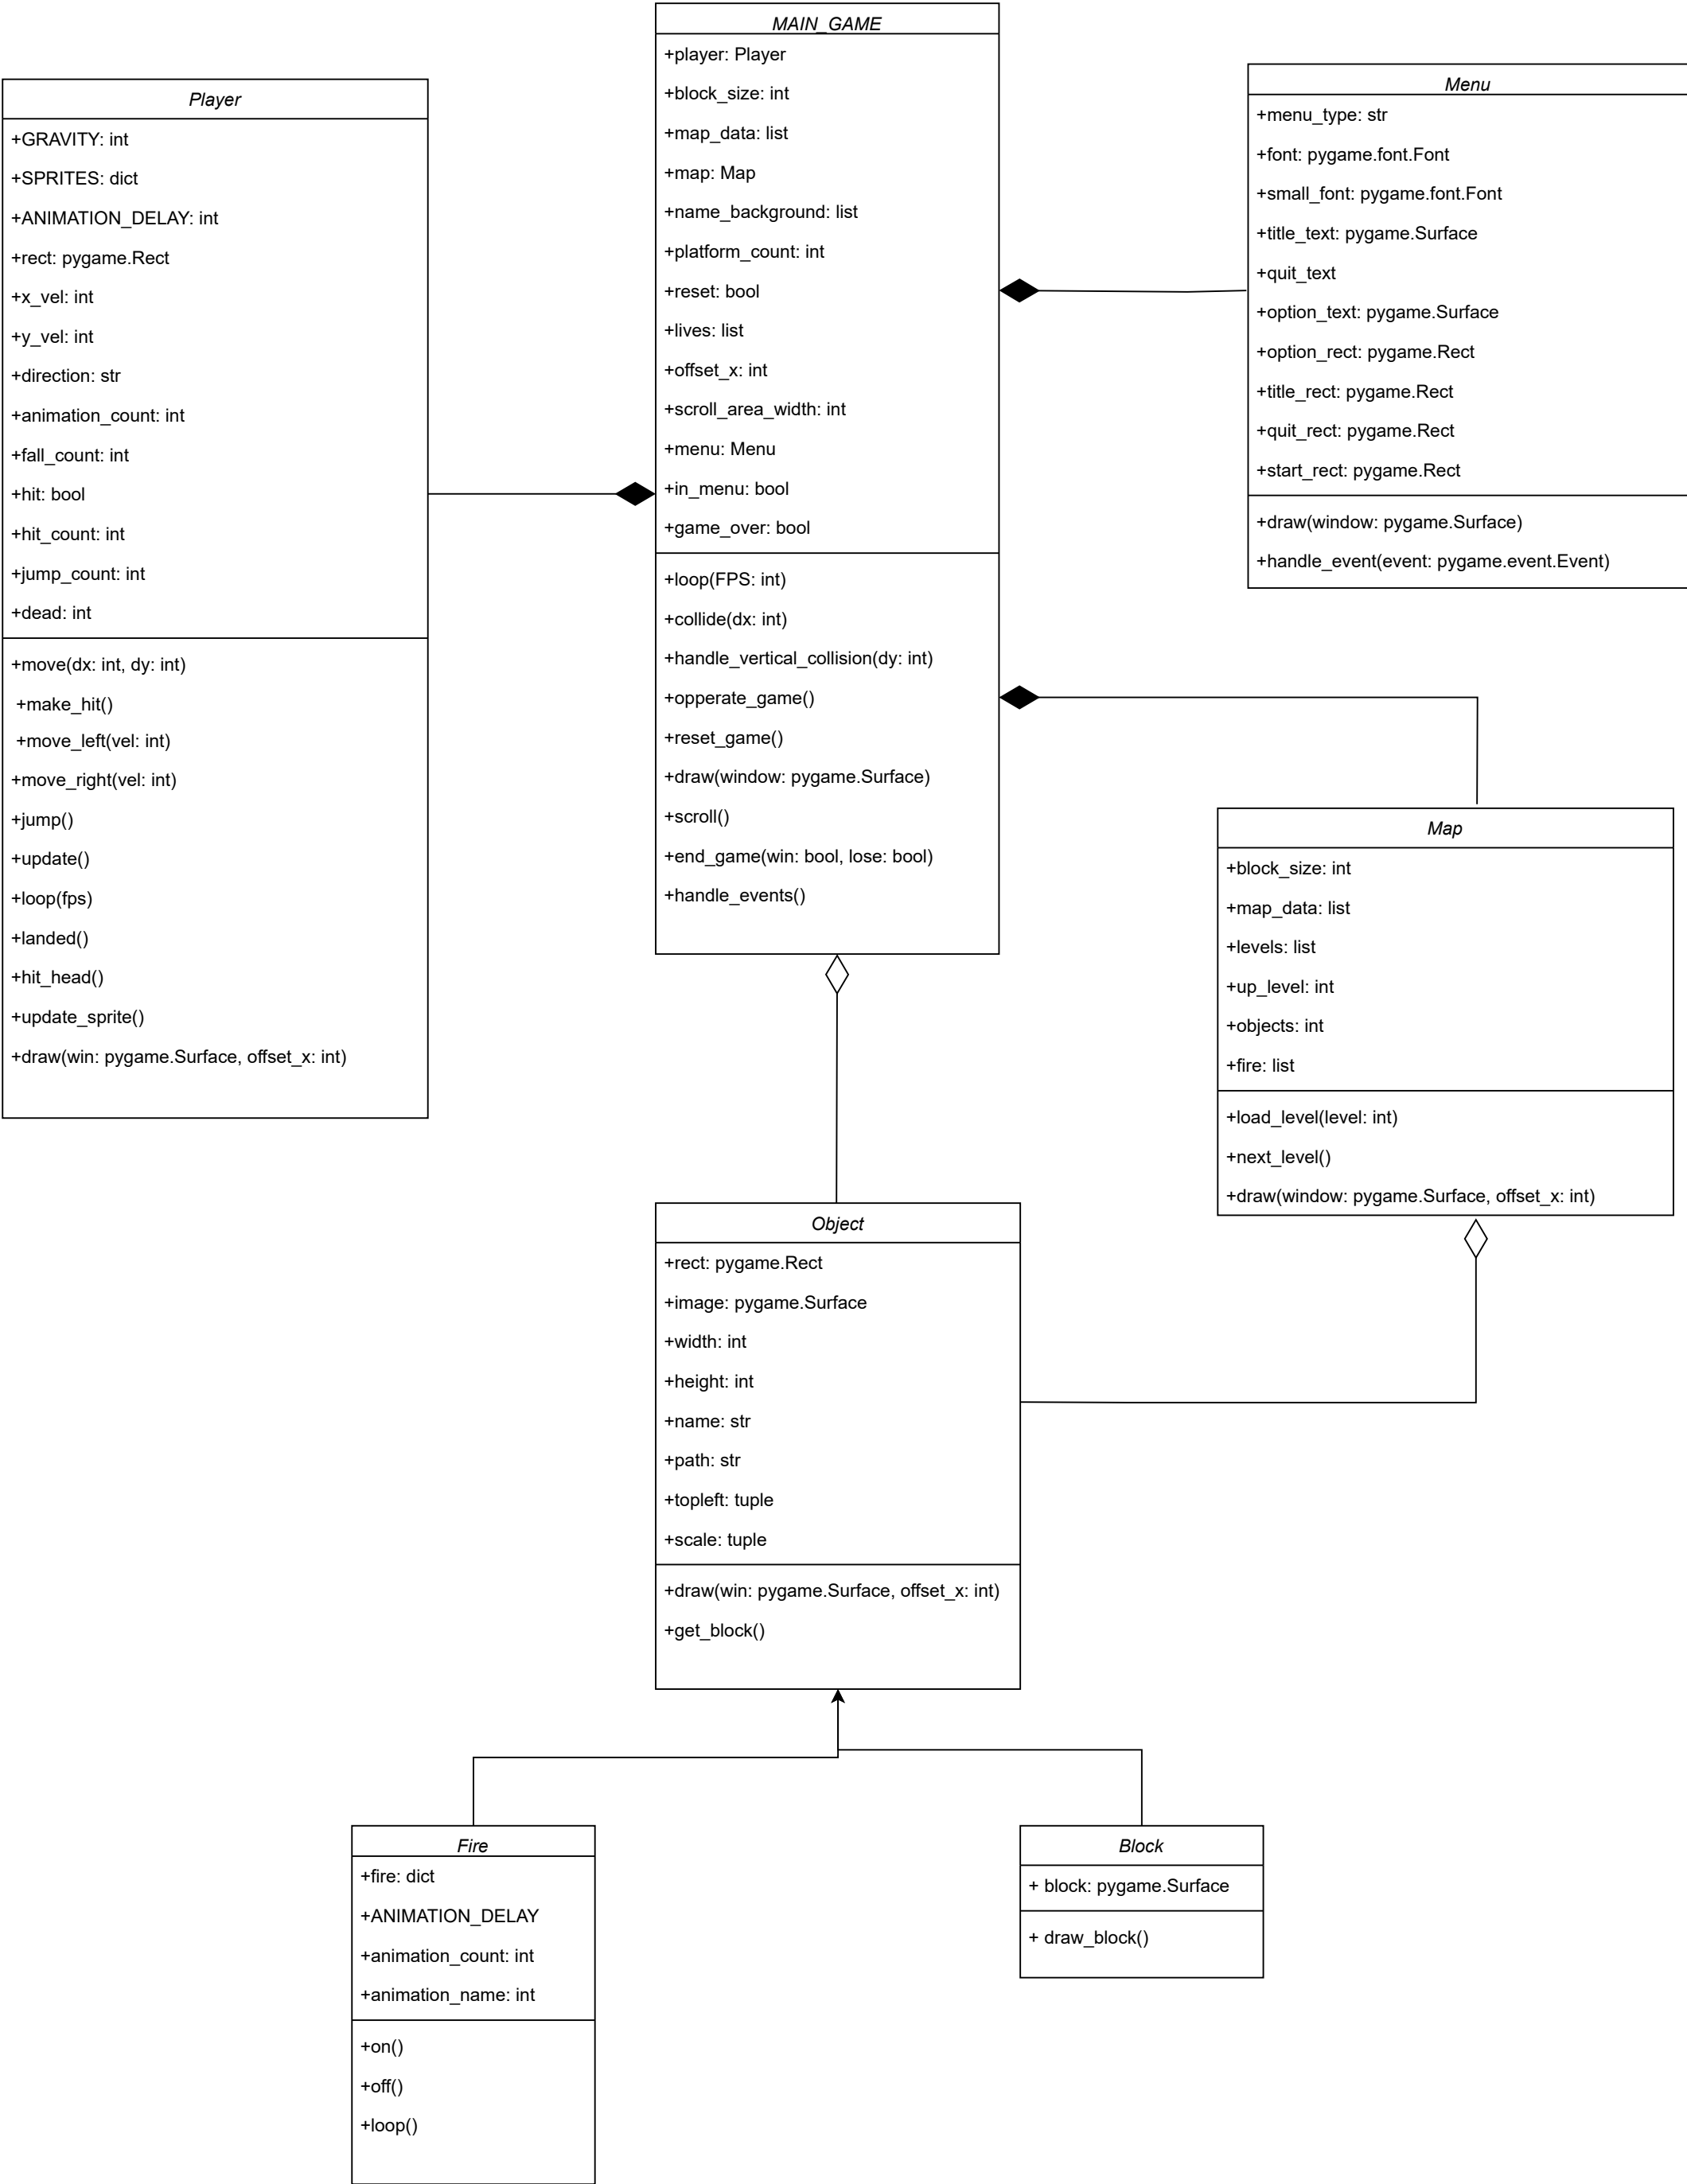 MAIN_GAME
+player: Player
+block_size: int
+map_data: list
+map: Map
+name_background: list
+platform_count: int
+reset: bool
+lives: list
+offset_x: int
+scroll_area_width: int
+menu: Menu
+in_menu: bool
+game_over: bool
+loop(FPS: int)
+collide(dx: int)
+handle_vertical_collision(dy: int)
+opperate_game()
+reset_game()
+draw(window: pygame.Surface)
+scroll()
+end_game(win: bool, lose: bool)
+handle_events()
Player
+GRAVITY: int
+SPRITES: dict
+ANIMATION_DELAY: int
+rect: pygame.Rect
+x_vel: int
+y_vel: int
+direction: str
+animation_count: int
+fall_count: int
+hit: bool
+hit_count: int
+jump_count: int
+dead: int
+move(dx: int, dy: int)
+make_hit()
+move_left(vel: int)
+move_right(vel: int)
+jump()
+update()
+loop(fps)
+landed()
+hit_head()
+update_sprite()
+draw(win: pygame.Surface, offset_x: int)
Menu
+menu_type: str
+font: pygame.font.Font
+small_font: pygame.font.Font
+title_text: pygame.Surface
+quit_text
+option_text: pygame.Surface
+option_rect: pygame.Rect
+title_rect: pygame.Rect
+quit_rect: pygame.Rect
+start_rect: pygame.Rect
+draw(window: pygame.Surface)
+handle_event(event: pygame.event.Event)
Map
+block_size: int
+map_data: list
+levels: list
+up_level: int
+objects: int
+fire: list
+load_level(level: int)
+next_level()
+draw(window: pygame.Surface, offset_x: int)
Object
+rect: pygame.Rect
+image: pygame.Surface
+width: int
+height: int
+name: str
+path: str
+topleft: tuple
+scale: tuple
+draw(win: pygame.Surface, offset_x: int)
+get_block()
Fire
+fire: dict
+ANIMATION_DELAY
+animation_count: int
+animation_name: int
+on()
+off()
+loop()
Block
+ block: pygame.Surface
+ draw_block()